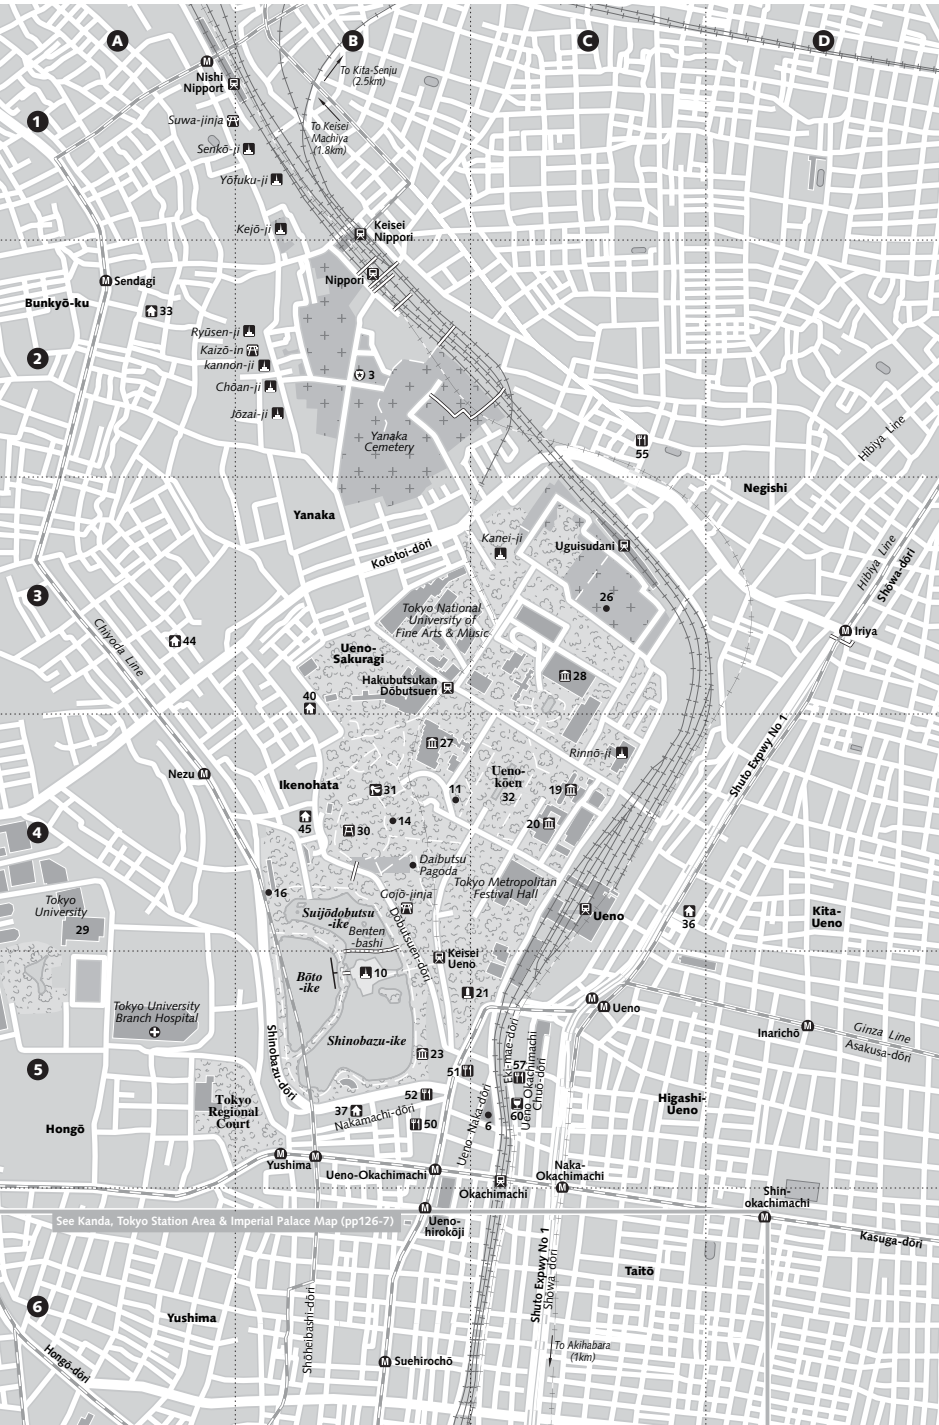 A
B
C
D
M
Nishi
Nipport
To Kita-Senju
(2.5km)
1
Suwa-jinja
To Keisei
Machiya
(1.8km)
Senkō-ji
Yōfuku-ji
Kejō-ji
Keisei
Nippori
M Sendagi
Nippori
Bunkyō-ku
33
Ryūsen-ji
Kaizō-in
kannon-ji
2
3
Chōan-ji
Jōzai-ji
Yanaka
Cemetery
55
Hibiya Line
Negishi
Yanaka
Kototoi-dōri
Kanei-ji
Uguisudani
Hibiya Line
Shōwa-dōri
3
26
Tokyo National
University of
Fine Arts & Music
Chiyoda Line
44
M Iriya
Ueno-
Sakuragi
Hakubutsukan
Dōbutsuen
28
40
27
Rinnō-ji
Shuto Expwy No 1
Nezu M
Ikenohata
31
11
Ueno-
kōen
32
19
45
30
14
20
4
Daibutsu
Pagoda
Tokyo Metropolitan
Festival Hall
16
Gojō-jinja
Tokyo
University
29
Suijōdobutsu
-ike
Benten
-bashi
Dōbutsuen-dōri
Ueno
36
Kita-
Ueno
Keisei
Ueno
Bōto
-ike
10
21
M
M Ueno
Tokyo University
Branch Hospital
Inarichō
M
Ginza Line
Asakusa-dōri
Shinobazu-dōri
Shinobazu-ike
23
Eki-mae-dōri
Ueno Okachimachi
Chūō-dōri
5
51
57
52
60
6
Ueno-Naka-dōri
Tokyo
Regional
Court
37
Nakamachi-dōri
50
Higashi-
Ueno
Hongō
M
M
Yushima
Ueno-Okachimachi M
Naka-
Okachimachi
M
Okachimachi
Shin-
okachimachi
M
See Kanda, Tokyo Station Area & Imperial Palace Map (pp126-7)
M
Ueno-
hirokōji
Kasuga-dōri
Shuto Expwy No 1
Shōwa dōri
Taitō
6
Yushima
Shōheibashi-dōri
Hongō-dōri
M Suehirochō
To Akihabara
(1km)